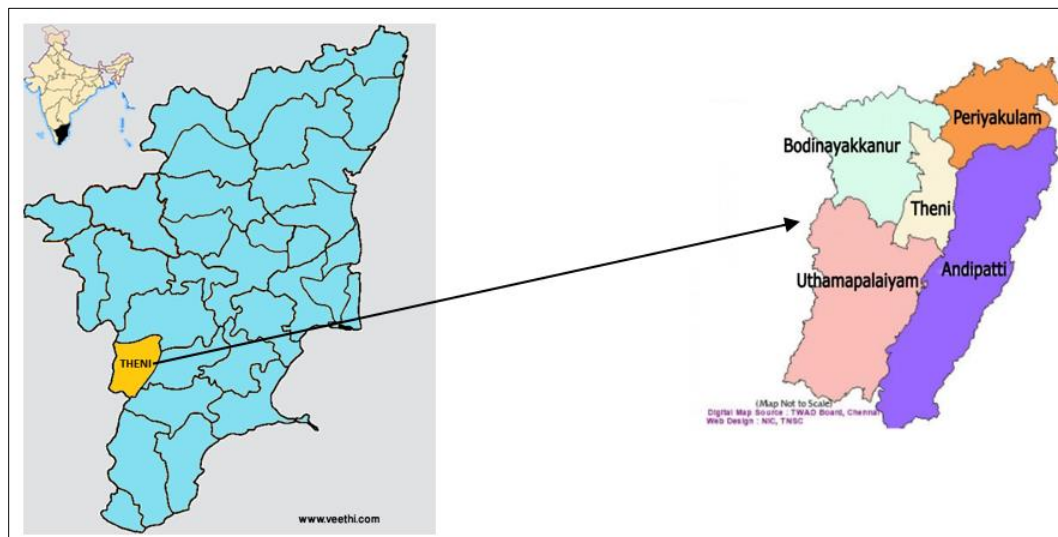 THENI
www.veethi.com
Periyakulam
Bodinayakkanur
Theni
Andipatti
Uthamapalaiyam
(Map Not to Scale)
Digital Map Source : TWAD Board, Chennai
Web Design : NIC, TNSC